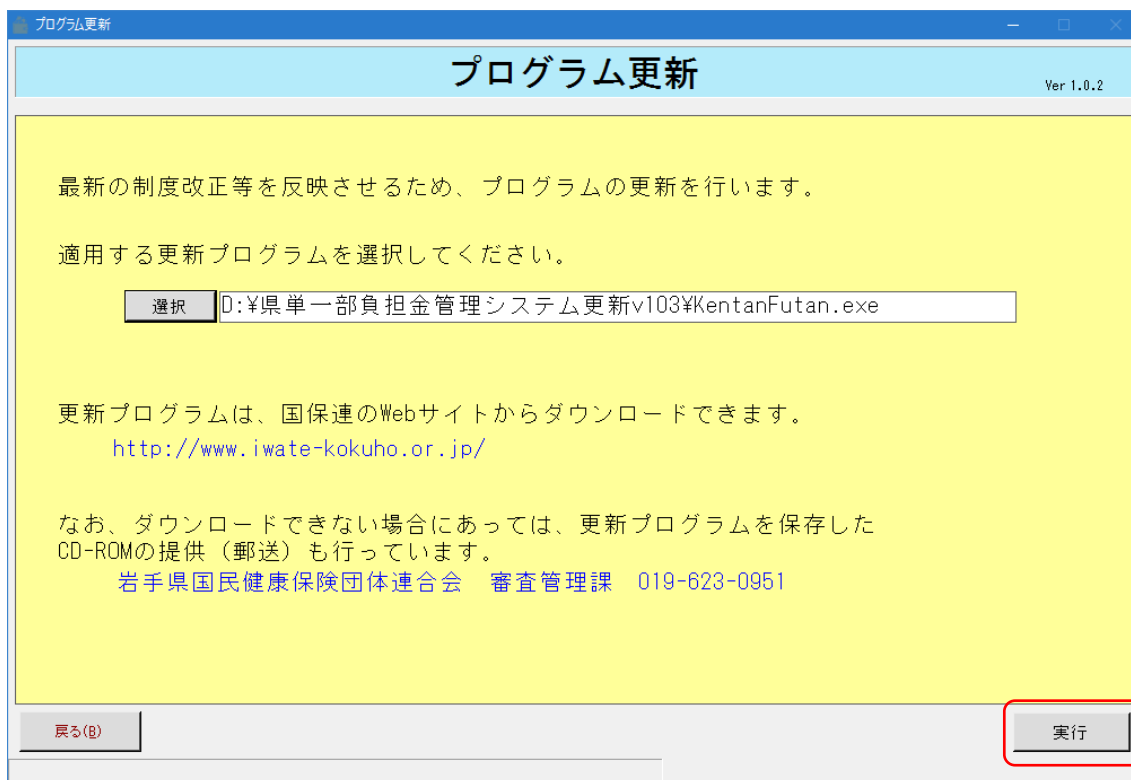 プログラム更新
プログラム更新
Ver 1.0.2
最新の制度改正等を反映させるため、プログラムの更新を行います。
適用する更新プログラムを選択してください。
選択 D:¥県単一部負担金管理システム更新v103¥KentanFutan.exe
更新プログラムは、国保連のWebサイトからダウンロードできます。
http://www.iwate-kokuho.or.jp/
なお、ダウンロードできない場合にあっては、更新プログラムを保存した
CD-ROMの提供（郵送）も行っています。
岩手県国民健康保険団体連合会　審査管理課　019-623-0951
戻る(B) 実行